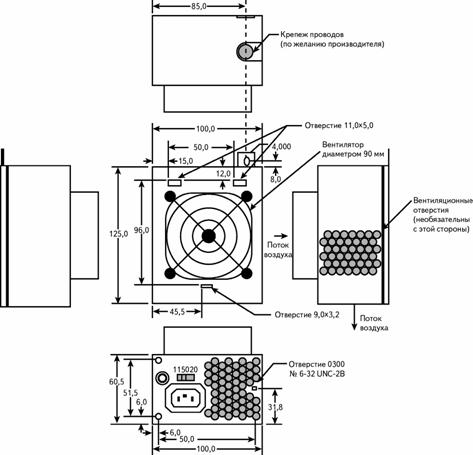 85,0
Крепеж проводов
(по желанию производителя)
100,0
Отверстие 11,0×5,0
50,0
4,000
Вентилятор
диаметром 90 мм
15,0
12,0
8,0
125,0
96,0
Вентиляционные
отверстия
(необязательны
с этой стороны)
Поток
воздуха
45,5
Отверстие 9,0×3,2
Поток
воздуха
115020
Отверстие 0300
№ 6-32 UNC-2B
60,5
51,5
6,0
31,8
6,0
50,0
100,0